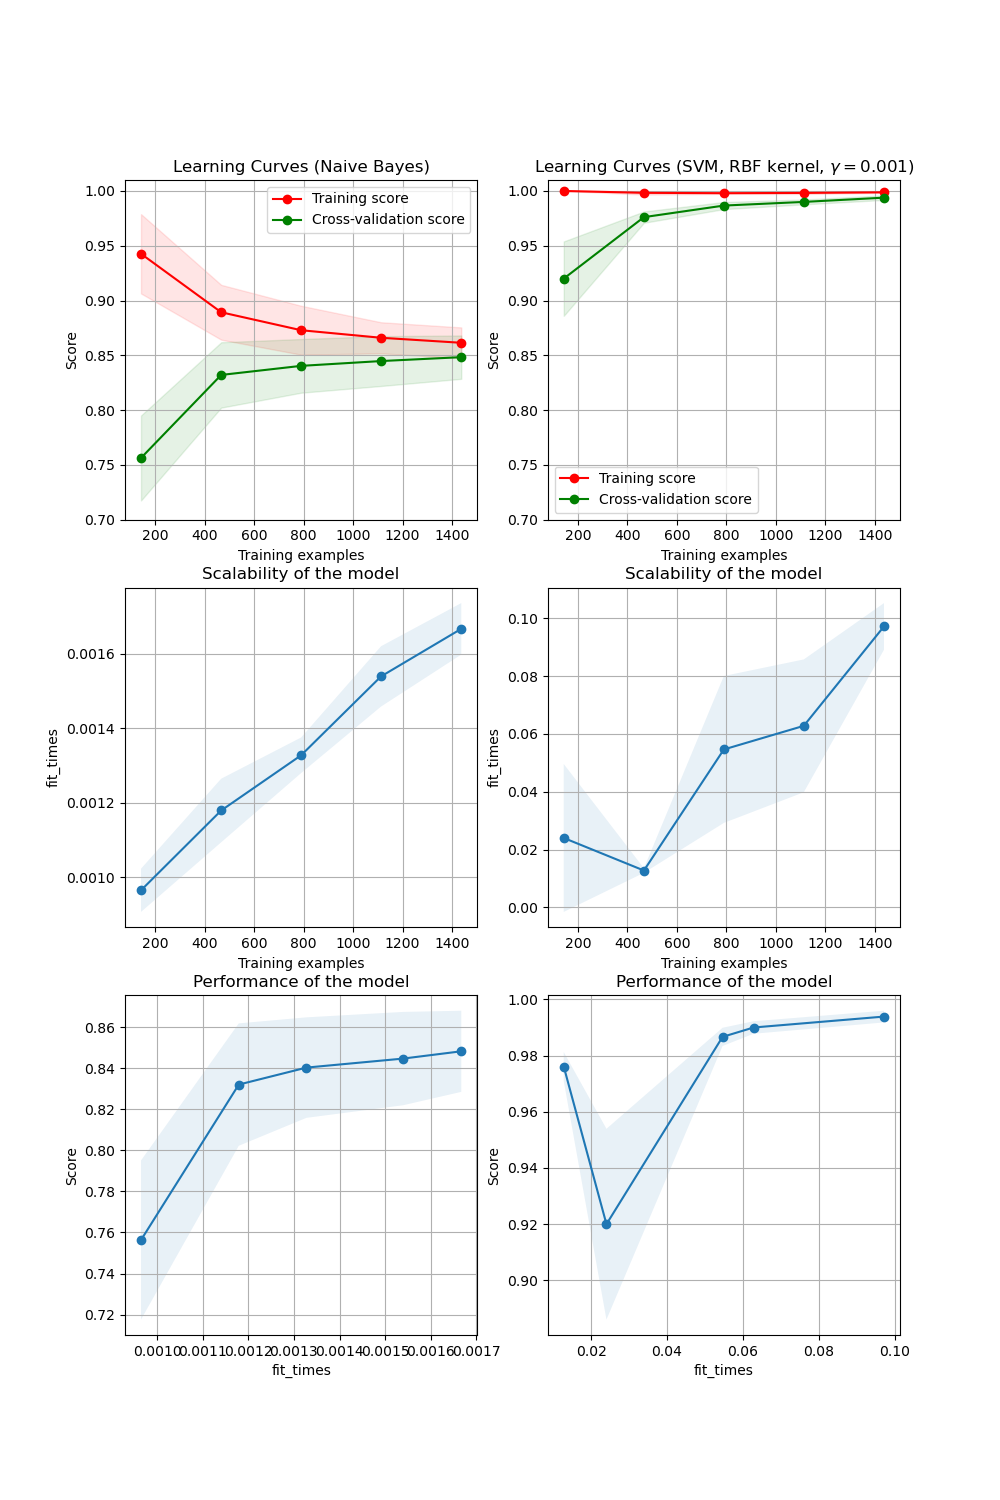 Learning Curves (Naive Bayes)
1.00
0.95
0.90
0.85
0.80
0.75
0.70
Score
Training score
Cross-validation score
200 400 600 800 1000 1200 1400
Training examples
Learning Curves (SVM, RBF kernel, γ = 0.001)
1.00
0.95
0.90
0.85
0.80
0.75
0.70
Score
Training score
Cross-validation score
200 400 600 800 1000 1200 1400
Training examples
Scalability of the model
0.0016
0.0014
0.0012
0.0010
fit_times
200 400 600 800 1000 1200 1400
Training examples
Scalability of the model
0.10
0.08
0.06
0.04
0.02
0.00
fit_times
200 400 600 800 1000 1200 1400
Training examples
Performance of the model
0.86
0.84
0.82
0.80
0.78
0.76
0.74
0.72
Score
0.0010 0.0011 0.0012 0.0013 0.0014 0.0015 0.0016 0.0017
fit_times
Performance of the model
1.00
0.98
0.96
0.94
0.92
0.90
Score
0.02 0.04 0.06 0.08 0.10
fit_times